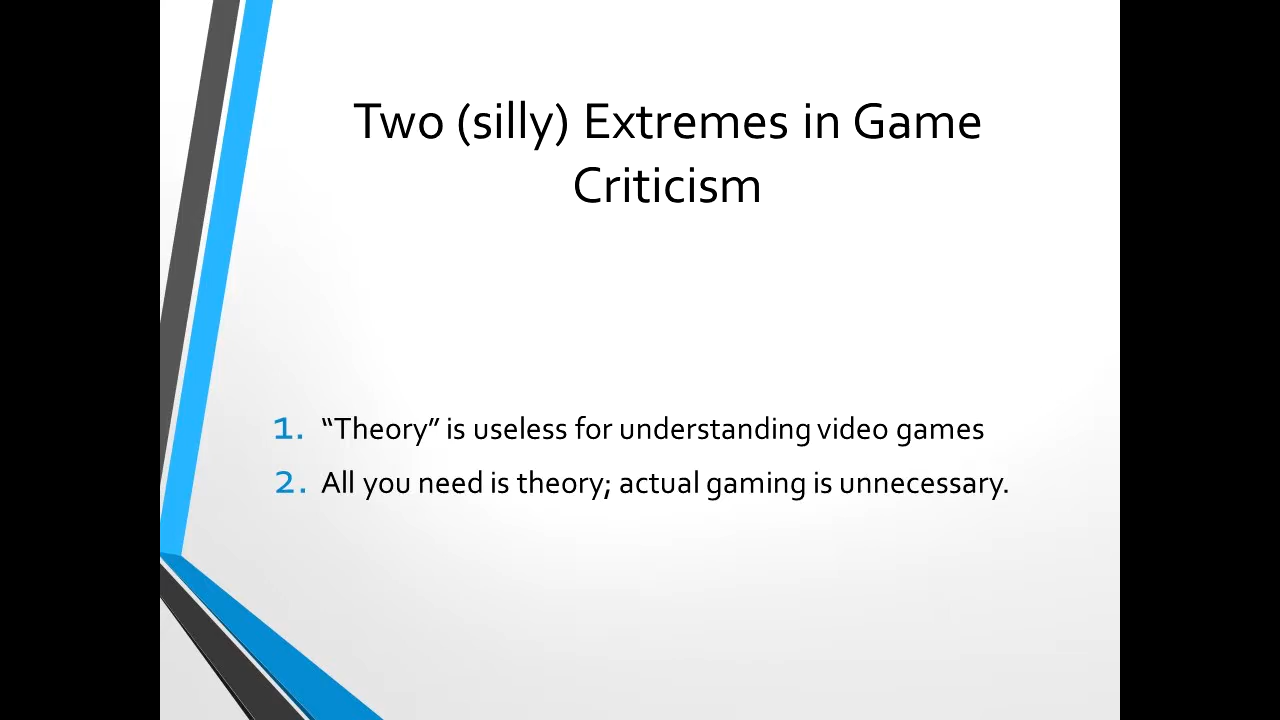 Two (silly) Extremes in Game
Criticism
1. “Theory” is useless for understanding video games
2. All you need is theory; actual gaming is unnecessary.